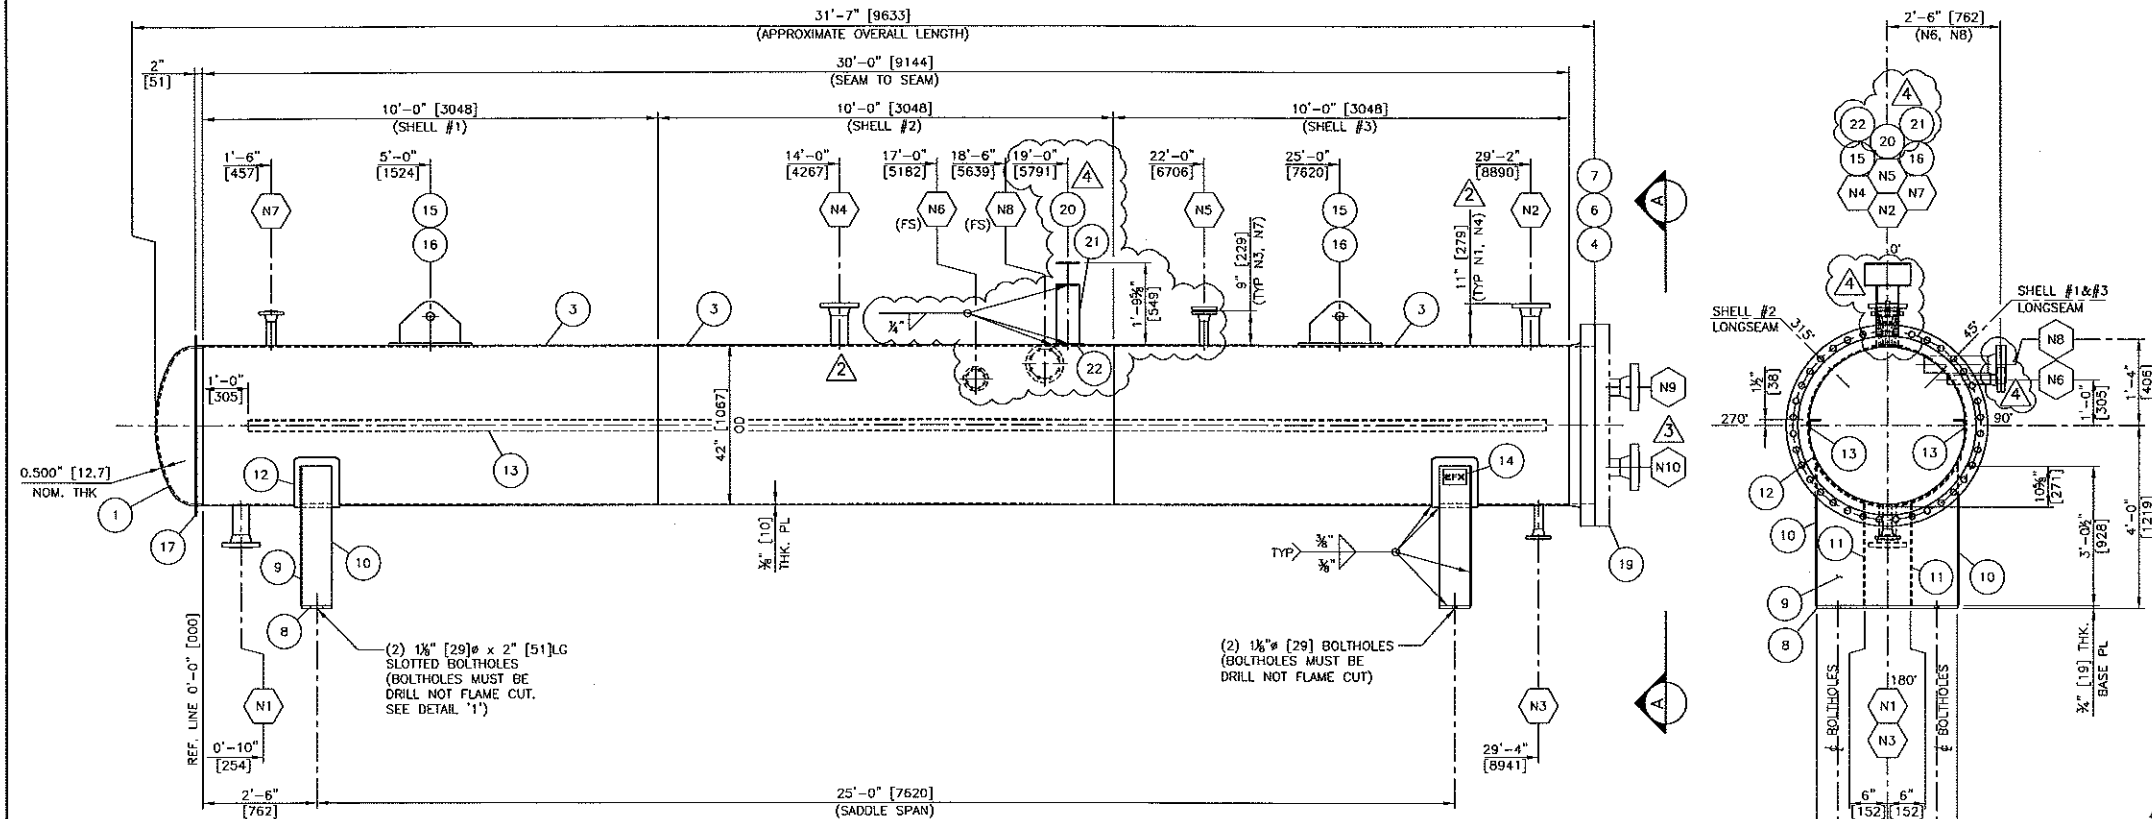 31'-7" [9633]
(APPROXIMATE OVERALL LENGTH)
2"
[51]
30'-0" [9144]
(SEAM TO SEAM)
10'-0" [3048]
(SHELL #1)
10'-0" [3048]
(SHELL #2)
10'-0" [3048]
(SHELL #3)
1'-6"
[457]
5'-0"
[1524]
14'-0"
[4267]
17'-0"
[5182]
18'-6"
[5639]
19'-0"
[5791]
4
22'-0"
[6706]
25'-0"
[7620]
29'-2"
[8890]
2
N7
15
16
N4
N6
(FS)
N8
(FS)
20
21
N5
15
16
N2
7
6
4
A
9" [229]
(TYP N3, N7)
11" [279]
(TYP N1, N4)
1'-9⅝"
[549]
¼"
3
3
3
2
22
1'-0"
[305]
42" [1067]
OD
N9
3
N10
0.500" [12.7]
NOM. THK
1
17
12
13
14
EFX
9
10
8
⅜" [10]
THK. PL
TYP
⅜"
⅜"
19
REF. LINE 0'-0" [000]
(2) 1⅛" [29]ø x 2" [51]LG
SLOTTED BOLTHOLES
(BOLTHOLES MUST BE
DRILL NOT FLAME CUT.
SEE DETAIL '1')
(2) 1⅛"ø [29] BOLTHOLES
(BOLTHOLES MUST BE
DRILL NOT FLAME CUT)
N1
0'-10"
[254]
N3
29'-4"
[8941]
A
2'-6"
[762]
25'-0" [7620]
(SADDLE SPAN)
2'-6" [762]
(N6, N8)
4
22
21
20
15
16
N5
N4
N7
N2
0'
4
SHELL #2
LONGSEAM
315'
SHELL #1&#3
LONGSEAM
45'
N8
N6
4
1'-0"
[305]
1'-4"
[406]
1½"
[38]
270'
90'
13
13
12
10⅝"
[271]
10
11
11
10
9
8
3'-0½"
[928]
4'-0"
[1219]
¾" [19] THK.
BASE PL
180'
N1
N3
℄ BOLTHOLES
℄ BOLTHOLES
6"
[152]
6"
[152]